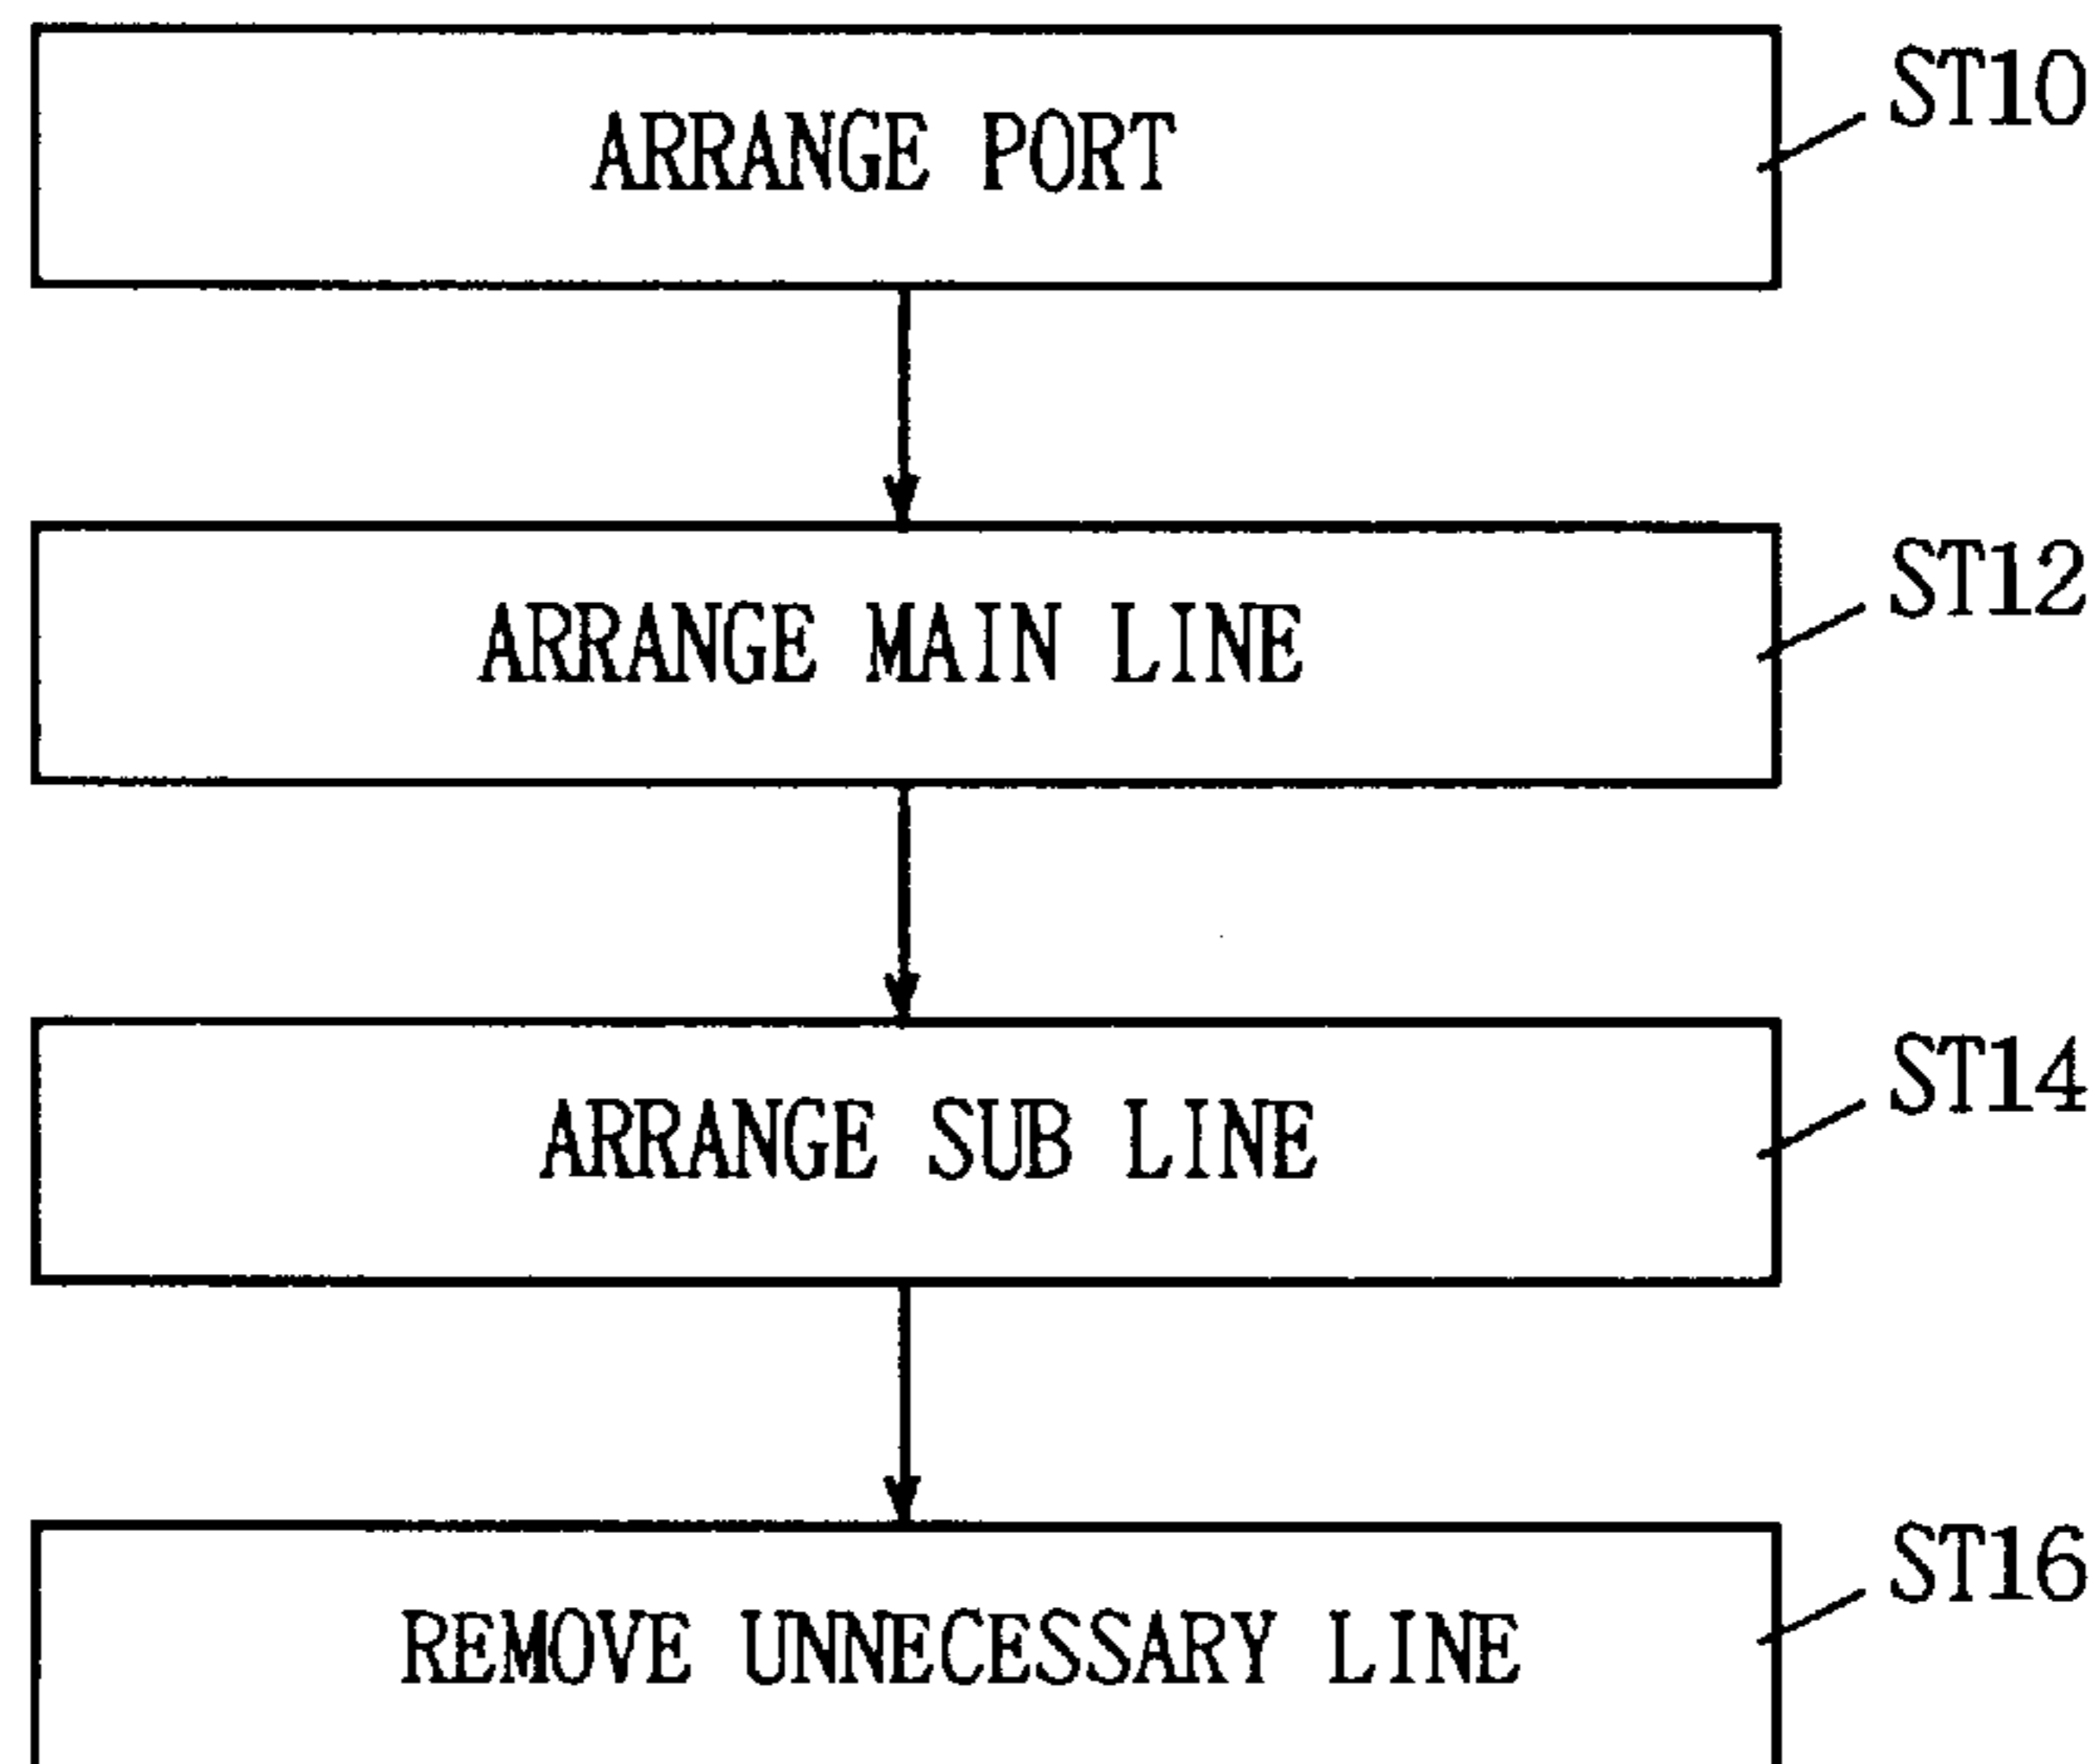 ARRANGE PORT
ST10
ARRANGE MAIN LINE
ST12
ARRANGE SUB LINE
ST14
REMOVE UNNECESSARY LINE
ST16